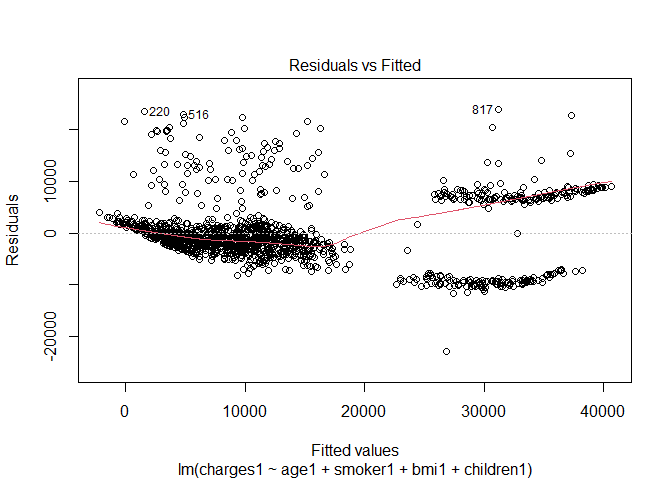 Residuals vs Fitted
220
516
817
Residuals
10000
0
-20000
0
10000
20000
30000
40000
Fitted values
lm(charges1 ~ age1 + smoker1 + bmi1 + children1)